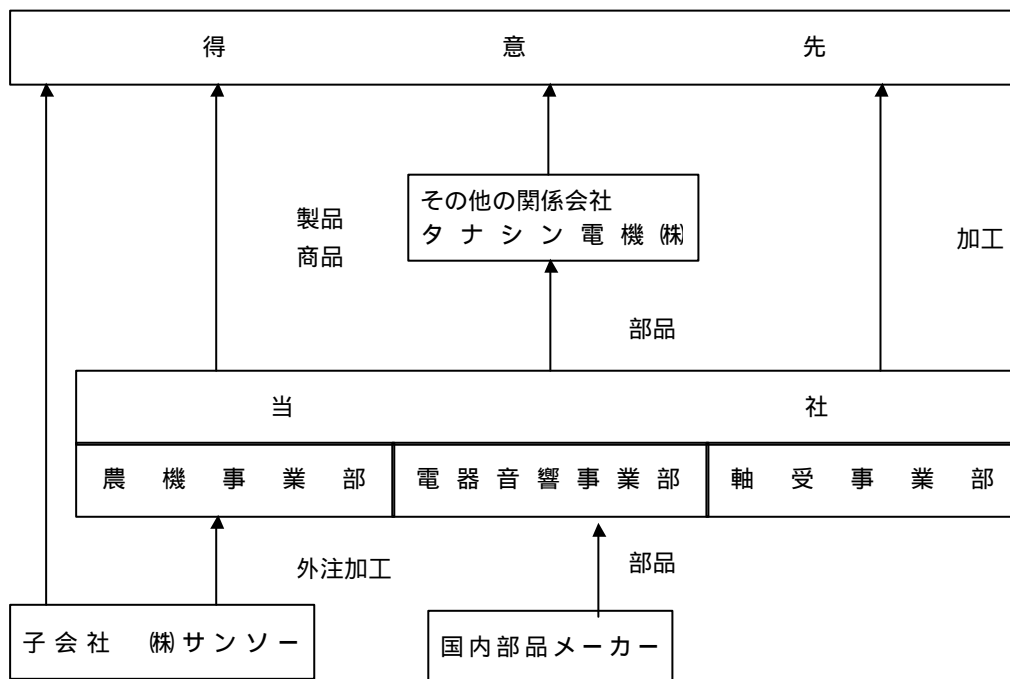 得意先
その他の関係会社
タナシン電機㈱
製品
商品
加工
部品
当社
農機事業部
電器音響事業部
軸受事業部
外注加工
部品
子会社 ㈱サンソー
国内部品メーカー